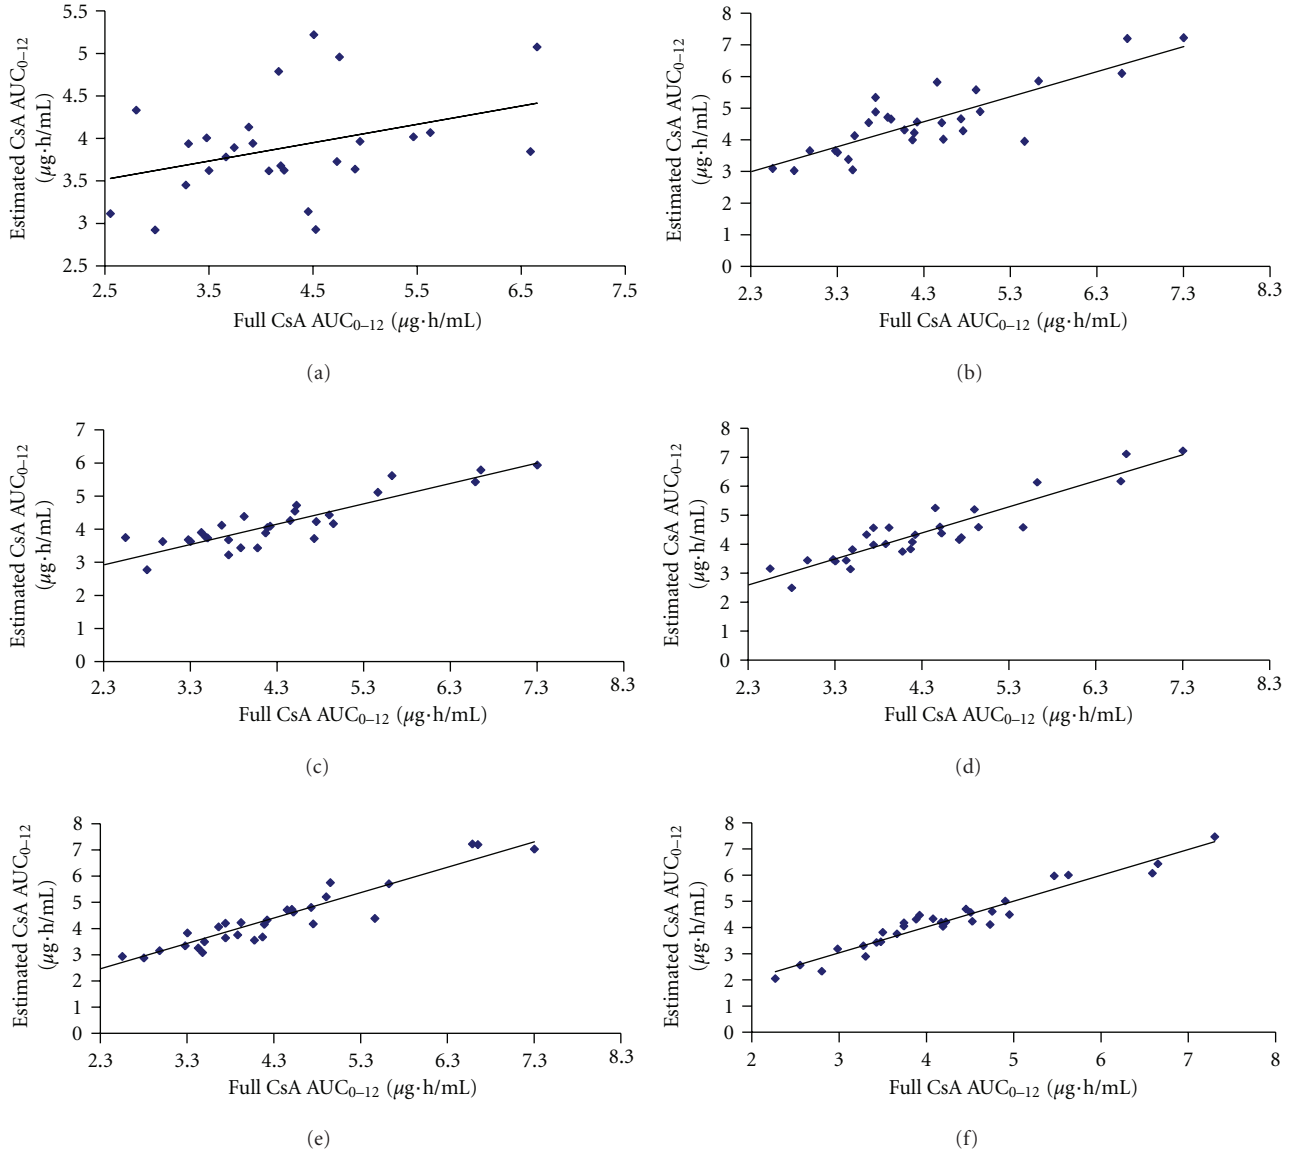 5.5
5
4.5
4
3.5
3
2.5
2.5 3.5 4.5 5.5 6.5 7.5
Estimated CsA AUC0–12
(µg·h/mL)
Full CsA AUC0–12 (µg·h/mL)
(a)
8
7
6
5
4
3
2
1
0
2.3 3.3 4.3 5.3 6.3 7.3 8.3
Estimated CsA AUC0–12
(µg·h/mL)
Full CsA AUC0–12 (µg·h/mL)
(b)
7
6
5
4
3
2
1
0
2.3 3.3 4.3 5.3 6.3 7.3 8.3
Estimated CsA AUC0–12
(µg·h/mL)
Full CsA AUC0–12 (µg·h/mL)
(c)
8
7
6
5
4
3
2
1
0
2.3 3.3 4.3 5.3 6.3 7.3 8.3
Estimated CsA AUC0–12
(µg·h/mL)
Full CsA AUC0–12 (µg·h/mL)
(d)
8
7
6
5
4
3
2
1
0
2.3 3.3 4.3 5.3 6.3 7.3 8.3
Estimated CsA AUC0–12
(µg·h/mL)
Full CsA AUC0–12 (µg·h/mL)
(e)
8
7
6
5
4
3
2
1
0
2 3 4 5 6 7 8
Estimated CsA AUC0–12
(µg·h/mL)
Full CsA AUC0–12 (µg·h/mL)
(f)